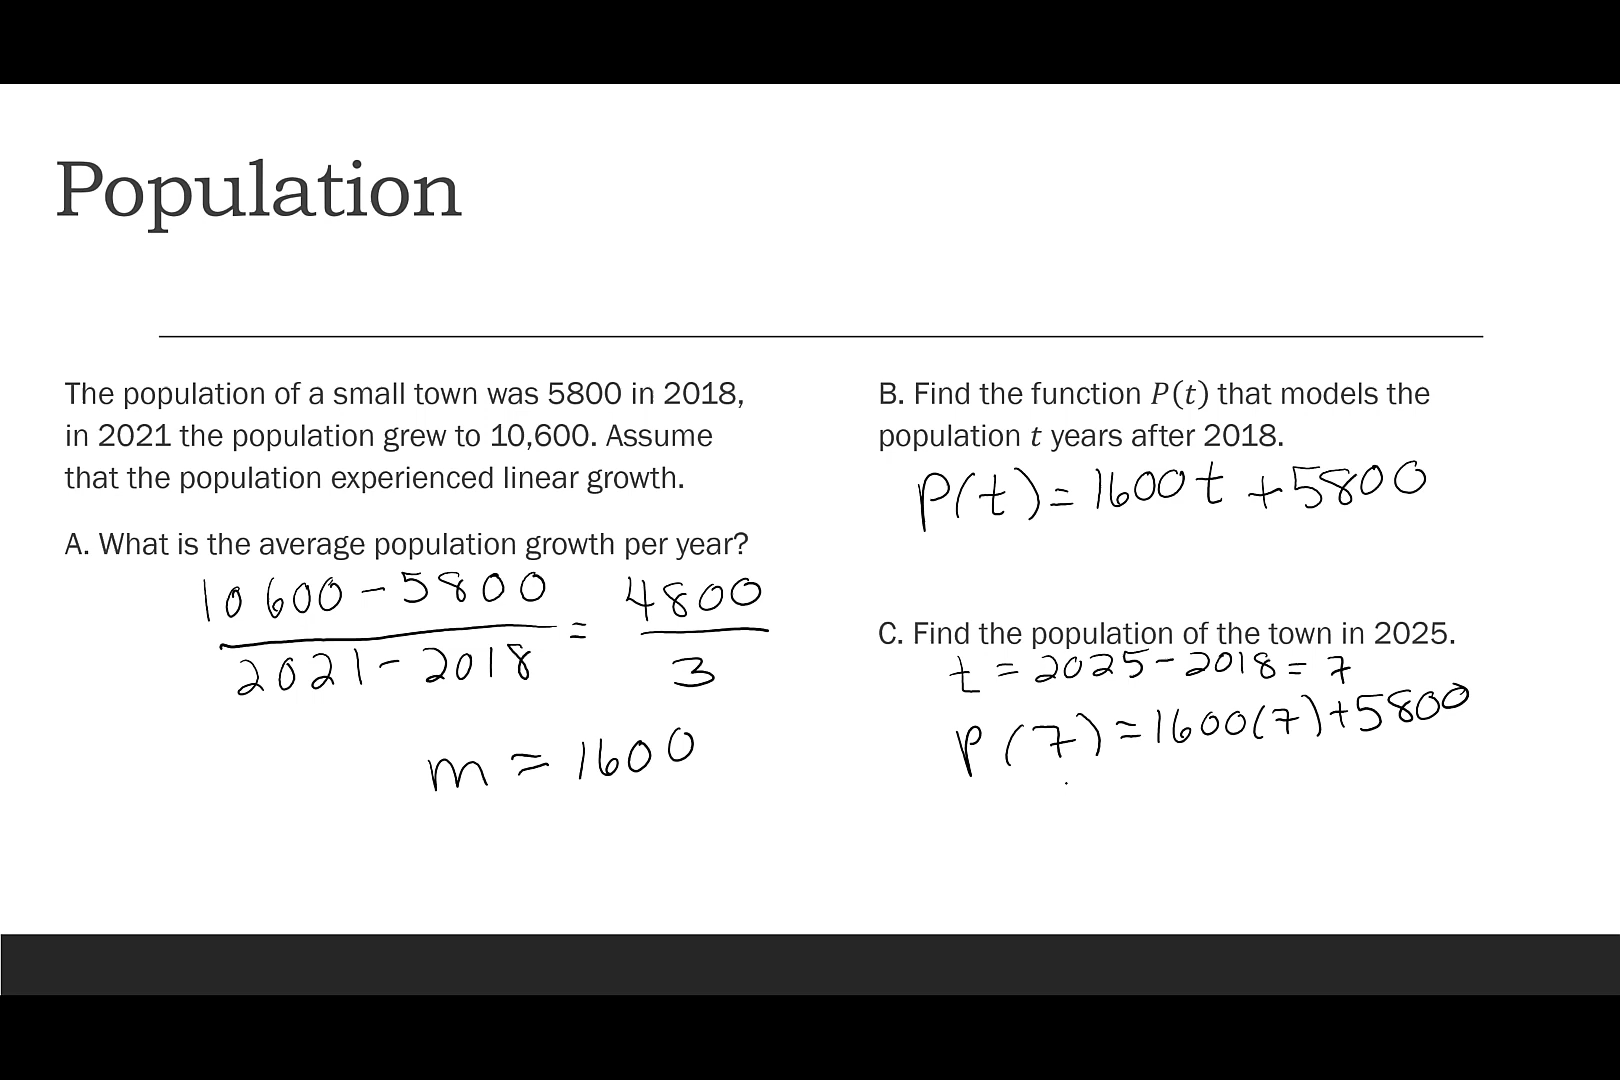 Population
The population of a small town was 5800 in 2018,
in 2021 the population grew to 10,600. Assume
that the population experienced linear growth.
A. What is the average population growth per year?
10600 - 5800 = 4800
2021 - 2018 3
m = 1600
B. Find the function P(t) that models the
population t years after 2018.
P(t) = 1600t + 5800
C. Find the population of the town in 2025.
t = 2025 - 2018 = 7
P(7) = 1600(7) + 5800